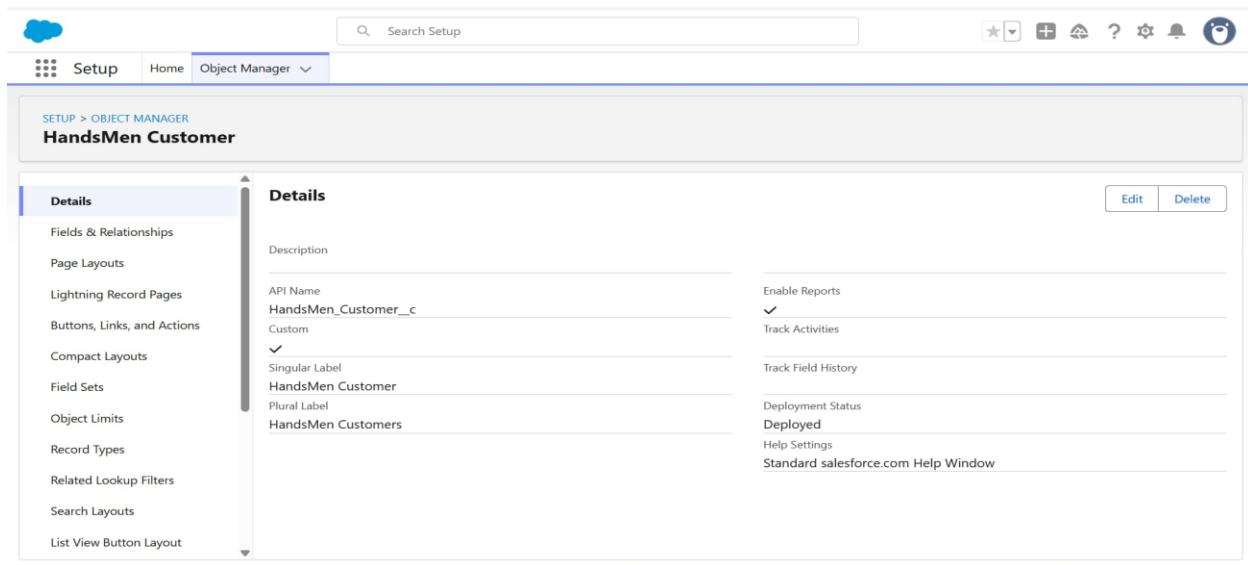 Search Setup
Setup
Home
Object Manager
SETUP > OBJECT MANAGER
HandsMen Customer
Details
Fields & Relationships
Page Layouts
Lightning Record Pages
Buttons, Links, and Actions
Compact Layouts
Field Sets
Object Limits
Record Types
Related Lookup Filters
Search Layouts
List View Button Layout
Details
Edit
Delete
Description
API Name
HandsMen_Customer__c
Custom
Singular Label
HandsMen Customer
Plural Label
HandsMen Customers
Enable Reports
Track Activities
Track Field History
Deployment Status
Deployed
Help Settings
Standard salesforce.com Help Window